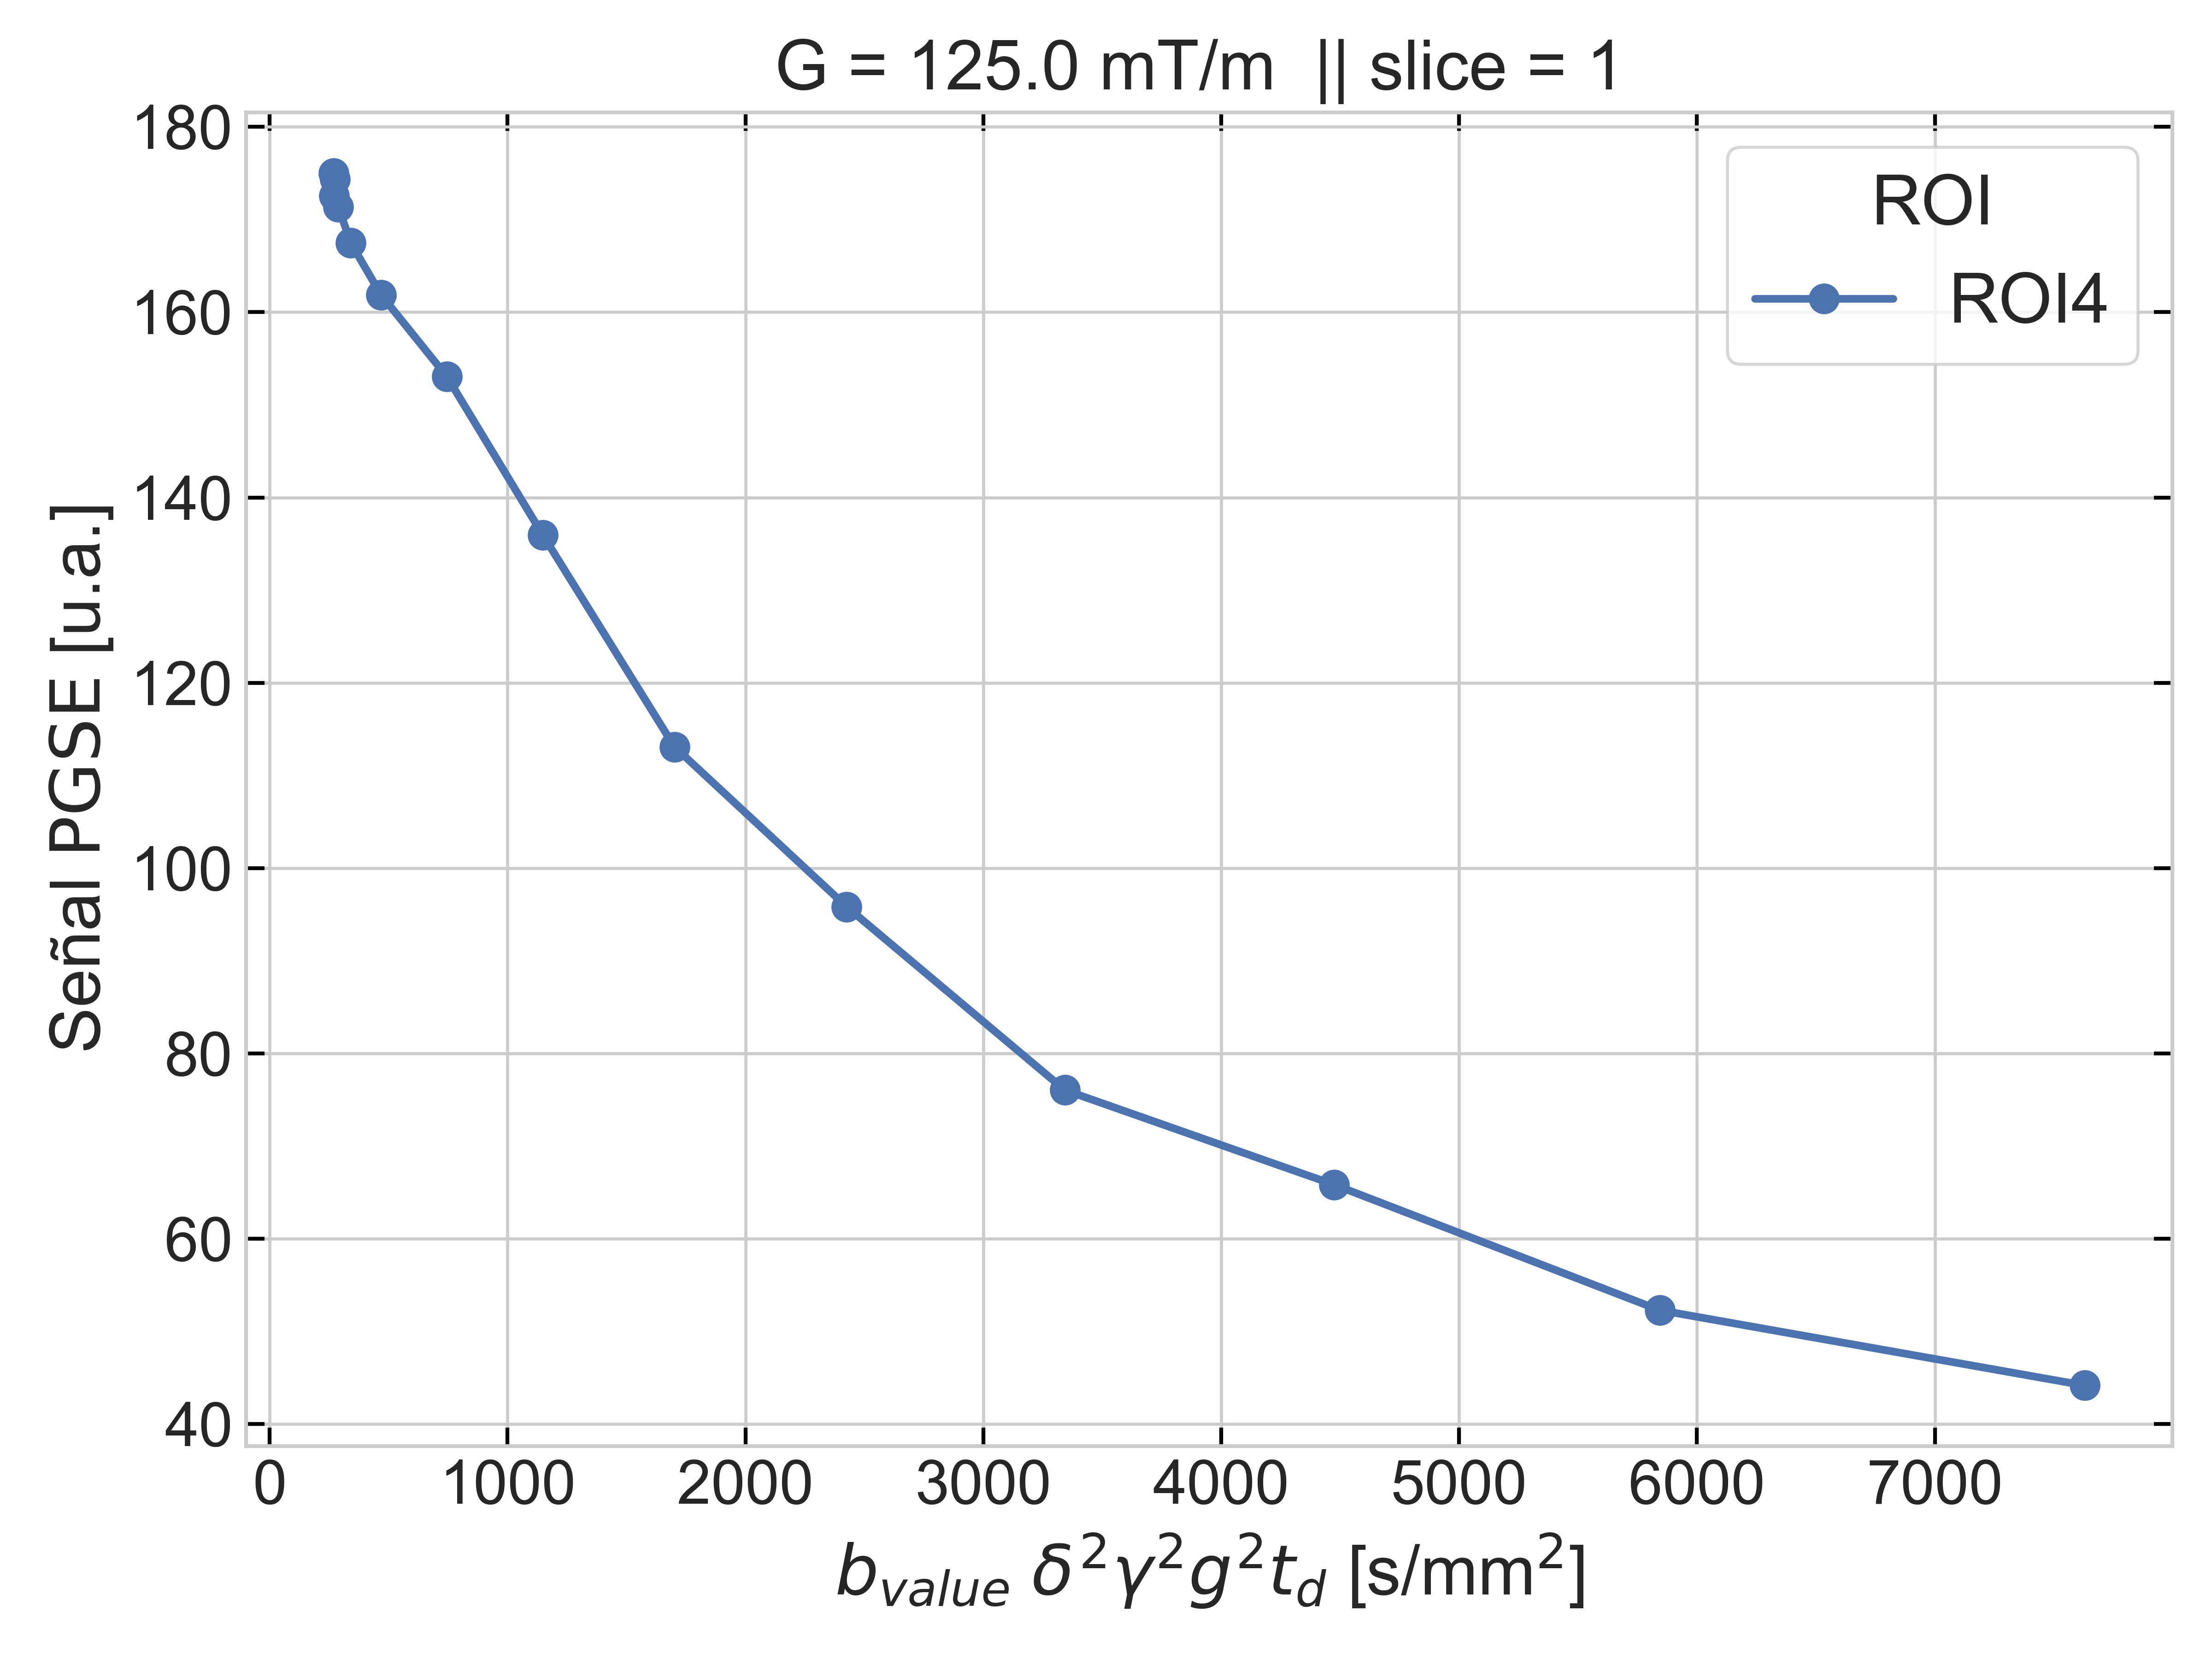 G = 125.0 mT/m || slice = 1
180
160
140
120
100
80
60
40
Señal PGSE [u.a.]
ROI
ROI4
0 1000 2000 3000 4000 5000 6000 7000
b_value δ²γ²g²t_d [s/mm²]